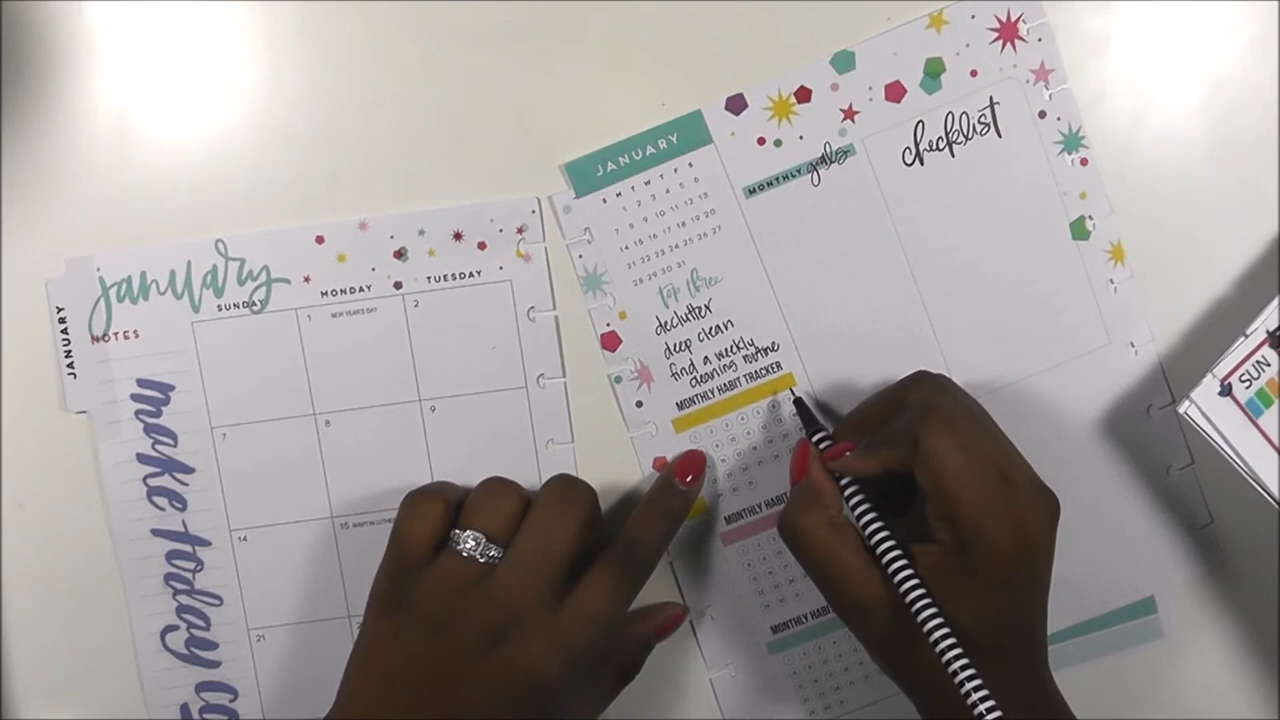 january
JANUARY
NOTES
SUNDAY MONDAY TUESDAY
1 NEW YEAR'S DAY 2
7 8 9
14 15
21
make today
JANUARY
S M T W T F S
1 2 3 4 5 6
7 8 9 10 11 12 13
14 15 16 17 18 19 20
21 22 23 24 25 26 27
28 29 30 31
top three
declutter
deep clean
find a weekly
cleaning routine
MONTHLY HABIT TRACKER
MONTHLY HABIT
MONTHLY HABIT
MONTHLY goals
checklist
SUN